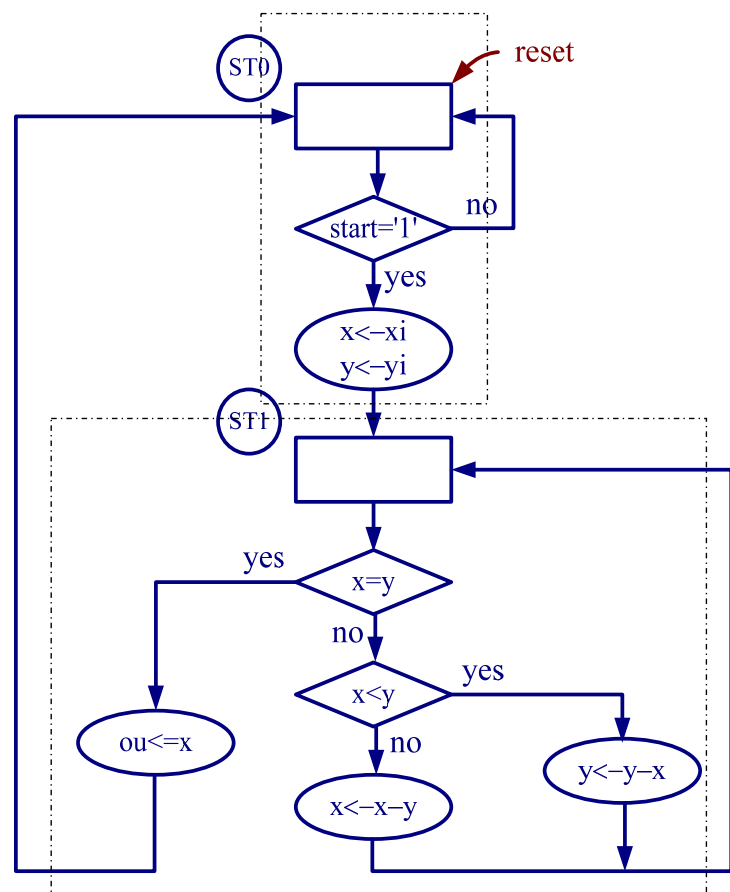 reset
ST0
start='1'
no
yes
x<–xi
y<–yi
ST1
yes
x=y
no
x<y
yes
no
ou<=x
y<–y–x
x<–x–y